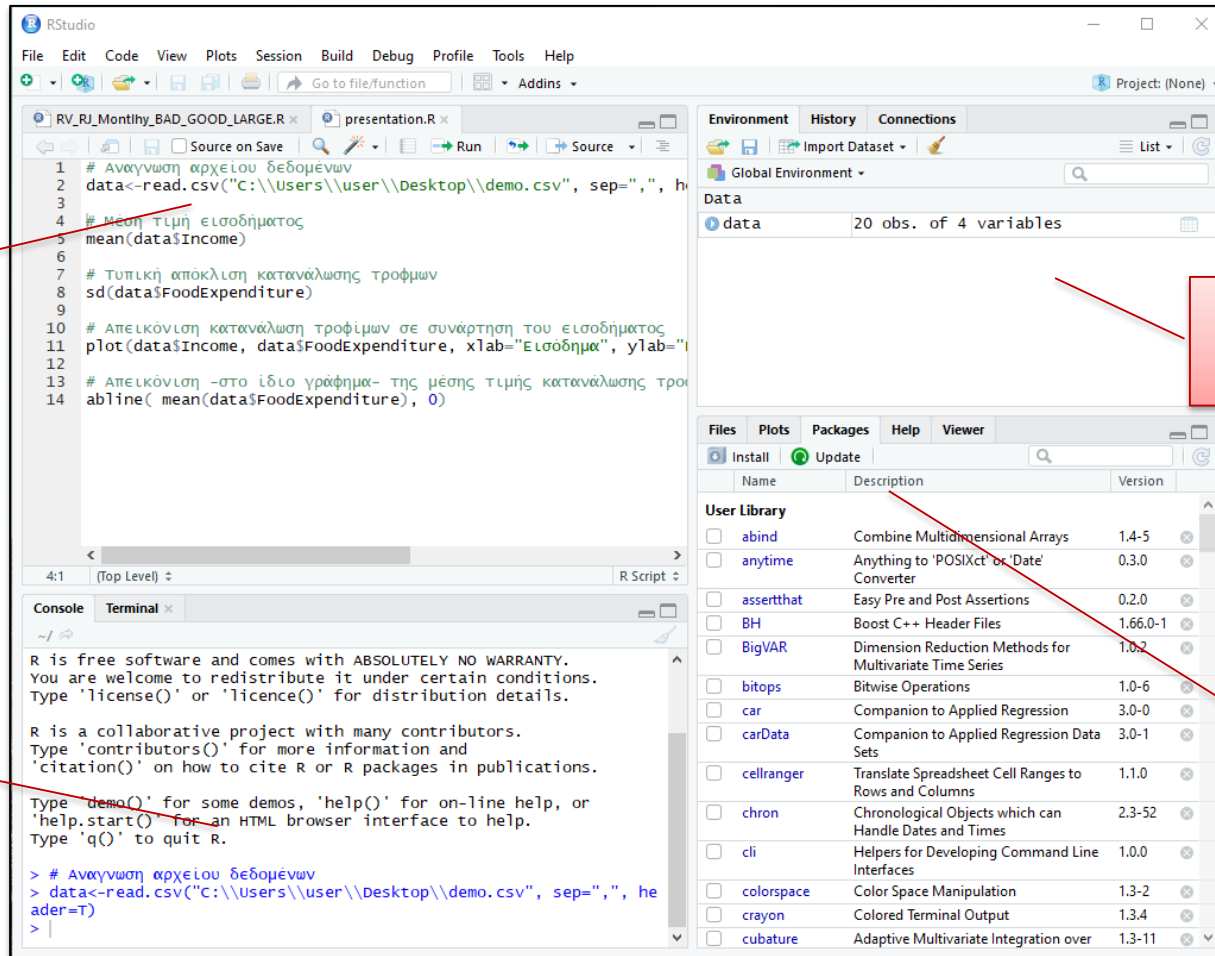 RStudio
File Edit Code View Plots Session Build Debug Profile Tools Help
Go to file/function Addins Project: (None)
RV_RJ_Montlhy_BAD_GOOD_LARGE.R presentation.R
Source on Save Run Source
1 # Αναγνωση αρχείου δεδομένων
2 data<-read.csv("C:\\Users\\user\\Desktop\\demo.csv", sep=",", he
3
4 # Μέση τιμή εισοδήματος
5 mean(data$Income)
6
7 # Τυπική απόκλιση κατανάλωσης τροφμων
8 sd(data$FoodExpenditure)
9
10 # Απεικόνιση κατανάλωση τροφίμων σε συνάρτηση του εισοδήματος
11 plot(data$Income, data$FoodExpenditure, xlab="Εισόδημα", ylab="
12
13 # Απεικόνιση -στο ίδιο γράφημα- της μέσης τιμής κατανάλωσης τρο
14 abline( mean(data$FoodExpenditure), 0)
4:1 (Top Level) R Script
Console Terminal
~/
R is free software and comes with ABSOLUTELY NO WARRANTY.
You are welcome to redistribute it under certain conditions.
Type 'license()' or 'licence()' for distribution details.
R is a collaborative project with many contributors.
Type 'contributors()' for more information and
'citation()' on how to cite R or R packages in publications.
Type 'demo()' for some demos, 'help()' for on-line help, or
'help.start()' for an HTML browser interface to help.
Type 'q()' to quit R.
> # Αναγνωση αρχείου δεδομένων
> data<-read.csv("C:\\Users\\user\\Desktop\\demo.csv", sep=",", he
ader=T)
>
Environment History Connections
Import Dataset List
Global Environment
Data
data 20 obs. of 4 variables
Files Plots Packages Help Viewer
Install Update
Name Description Version
User Library
abind Combine Multidimensional Arrays 1.4-5
anytime Anything to 'POSIXct' or 'Date' 0.3.0
Converter
assertthat Easy Pre and Post Assertions 0.2.0
BH Boost C++ Header Files 1.66.0-1
BigVAR Dimension Reduction Methods for 1.0.2
Multivariate Time Series
bitops Bitwise Operations 1.0-6
car Companion to Applied Regression 3.0-0
carData Companion to Applied Regression Data 3.0-1
Sets
cellranger Translate Spreadsheet Cell Ranges to 1.1.0
Rows and Columns
chron Chronological Objects which can 2.3-52
Handle Dates and Times
cli Helpers for Developing Command Line 1.0.0
Interfaces
colorspace Color Space Manipulation 1.3-2
crayon Colored Terminal Output 1.3.4
cubature Adaptive Multivariate Integration over 1.3-11